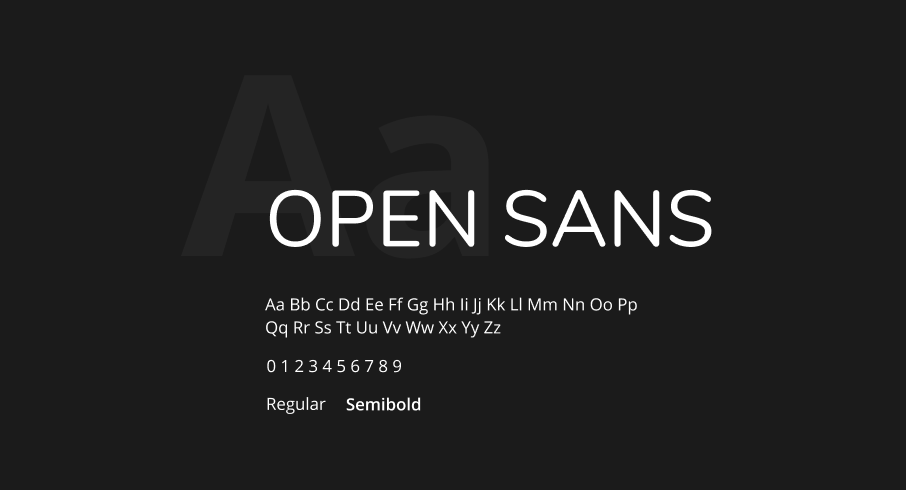 Aa
OPEN SANS
Aa Bb Cc Dd Ee Ff Gg Hh Ii Jj Kk Ll Mm Nn Oo Pp
Qq Rr Ss Tt Uu Vv Ww Xx Yy Zz
0 1 2 3 4 5 6 7 8 9
Regular Semibold